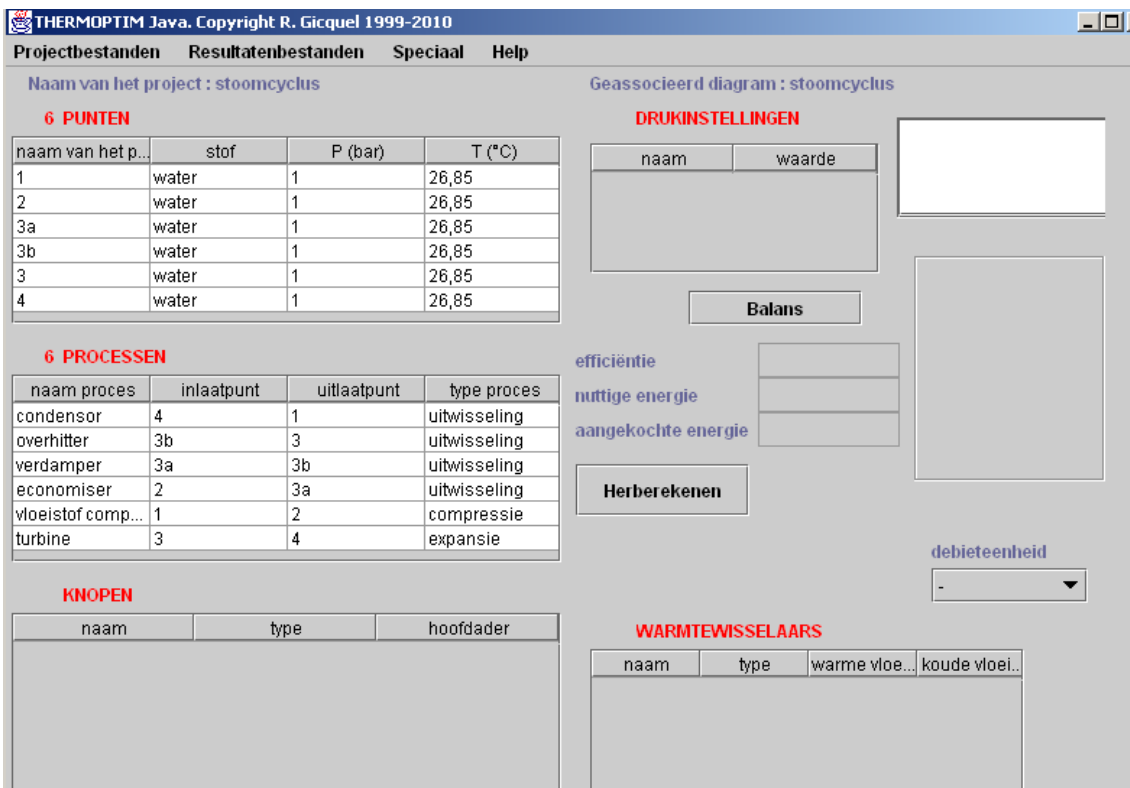 THERMOPTIM Java. Copyright R. Gicquel 1999-2010
Projectbestanden Resultatenbestanden Speciaal Help
Naam van het project : stoomcyclus
6 PUNTEN
naam van het p... stof P (bar) T (°C)
1 water 1 26,85
2 water 1 26,85
3a water 1 26,85
3b water 1 26,85
3 water 1 26,85
4 water 1 26,85
6 PROCESSEN
naam proces inlaatpunt uitlaatpunt type proces
condensor 4 1 uitwisseling
overhitter 3b 3 uitwisseling
verdamper 3a 3b uitwisseling
economiser 2 3a uitwisseling
vloeistof comp... 1 2 compressie
turbine 3 4 expansie
KNOPEN
naam type hoofdader
Geassocieerd diagram : stoomcyclus
DRUKINSTELLINGEN
naam waarde
Balans
efficiëntie
nuttige energie
aangekochte energie
Herberekenen
debieteenheid
-
WARMTEWISSELAARS
naam type warme vloe... koude vloei..